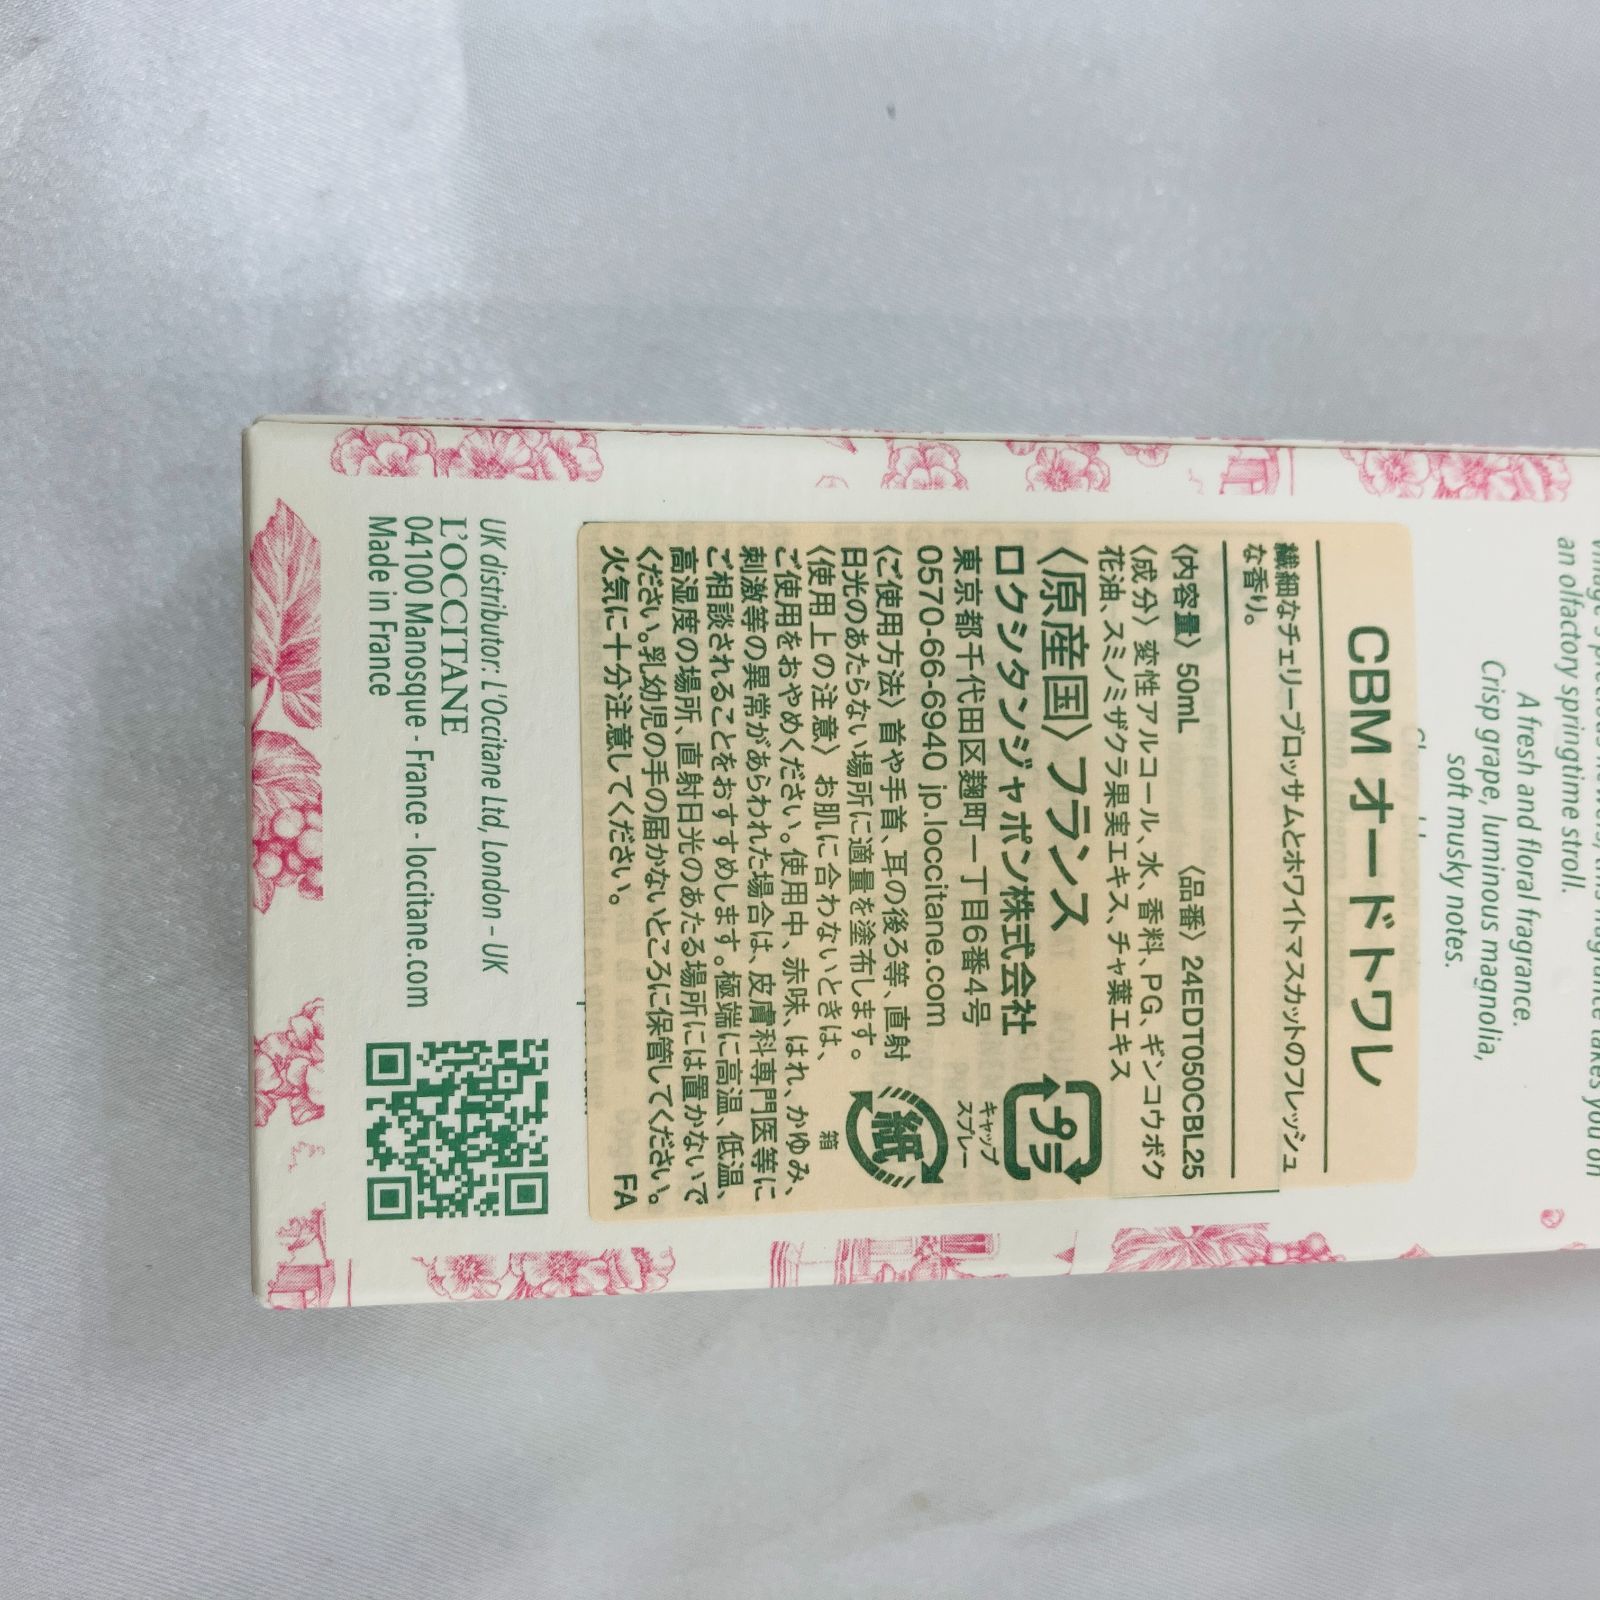 an olfactory springtime stroll.
A fresh and floral fragrance.
Crisp grape, luminous magnolia,
soft musky notes.
CBM オードトワレ
繊細なチェリーブロッサムとホワイトマスカットのフレッシュ
な香り。
〈内容量〉 50mL 〈品番〉 24EDT050CBL25
〈成分〉 変性アルコール、水、香料、PG、ギンコウボク
花油、スミノミザクラ果実エキス、チャ葉エキス
〈原産国〉 フランス
ロクシタンジャポン株式会社
東京都千代田区麹町一丁目6番4号
0570-66-6940 jp.loccitane.com
プラ
キャップ
スプレー
紙
箱
〈ご使用方法〉 首や手首、耳の後ろ等、直射
日光のあたらない場所に適量を塗布します。
〈使用上の注意〉 お肌に合わないときは、
ご使用をおやめください。使用中、赤味、はれ、かゆみ、
刺激等の異常があらわれた場合は、皮膚科専門医等に
ご相談されることをおすすめします。極端に高温、低温、
高湿度の場所、直射日光のあたる場所には置かないで
ください。乳幼児の手の届かないところに保管してください。
火気に十分注意してください。 FA
UK distributor: L'Occitane Ltd, London - UK
L'OCCITANE
04100 Manosque - France - loccitane.com
Made in France